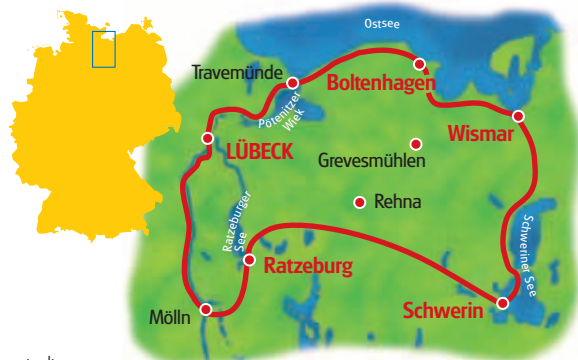 Ostsee
Travemünde
Boltenhagen
Pötenitzer
Wiek
Wismar
LÜBECK
Grevesmühlen
Rehna
Ratzeburger
See
Schweriner See
Ratzeburg
Schwerin
Mölln